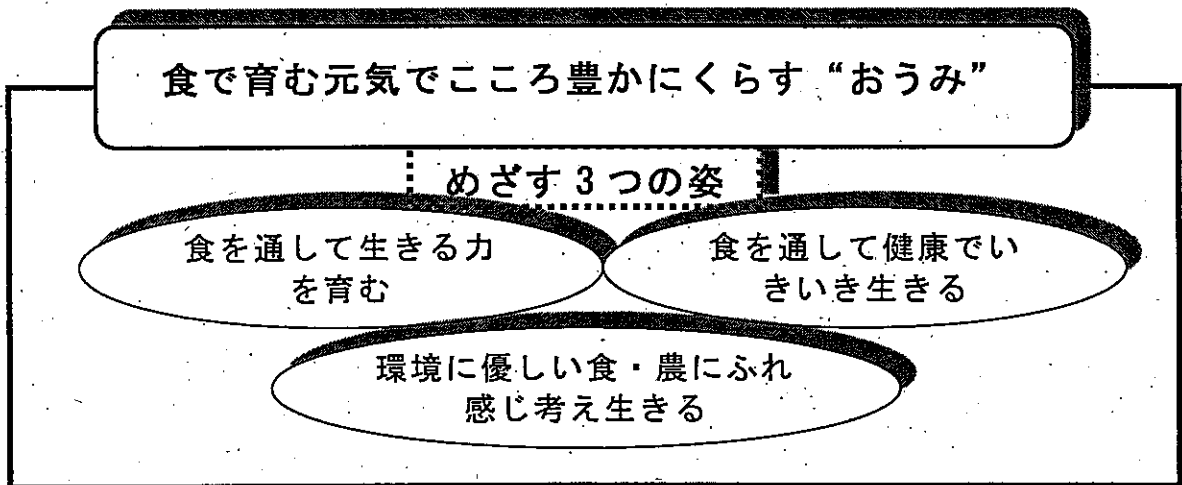 食で育む元気でこころ豊かにくらす“おうみ”
めざす3つの姿
食を通して生きる力
を育む
食を通して健康でい
きいき生きる
環境に優しい食・農にふれ
感じ考え生きる